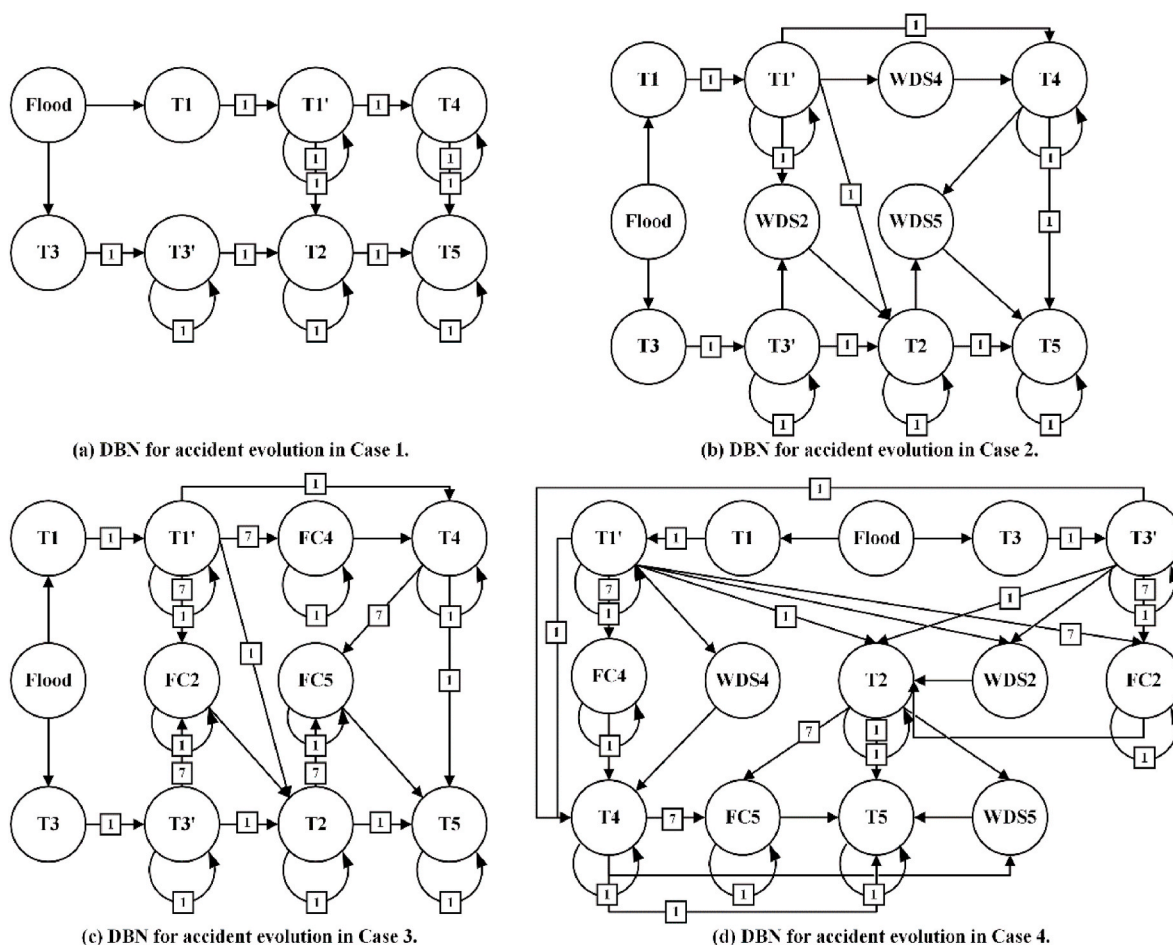 Flood T1 1 T1' 1 T4
1 1
1 1
T3 1 T3' 1 T2 1 T5
1 1 1
(a) DBN for accident evolution in Case 1.
1
T1 1 T1' WDS4 T4
1 1
Flood WDS2 1 WDS5 1
T3 1 T3' 1 T2 1 T5
1 1 1
(b) DBN for accident evolution in Case 2.
1
T1 1 T1' 7 FC4 T4
7
1 1 7 1
Flood FC2 1 FC5 1
1 1
7 7
T3 1 T3' 1 T2 1 T5
1 1 1
(c) DBN for accident evolution in Case 3.
1
T1' 1 T1 Flood T3 1 T3'
7 1 7
1 1 1 7 1
FC4 WDS4 T2 WDS2 FC2
7 1
1 1 1
T4 7 FC5 T5 WDS5
1 1 1
1
(d) DBN for accident evolution in Case 4.